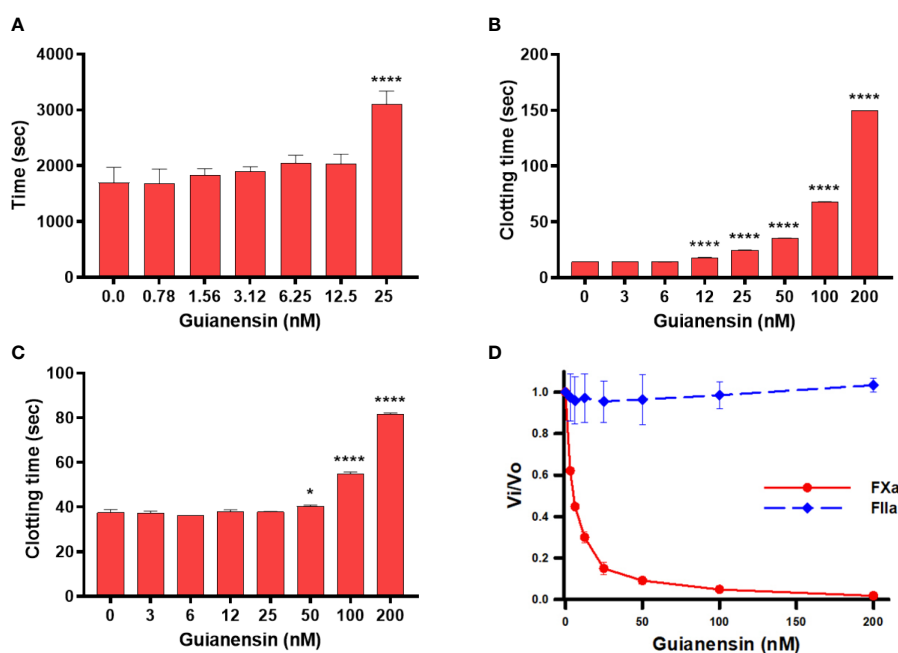 A
4000
3000
2000
1000
0
Time (sec)
****
0.0 0.78 1.56 3.12 6.25 12.5 25
Guianensin (nM)
B
200
150
100
50
0
Clotting time (sec)
**** **** **** **** ****
0 3 6 12 25 50 100 200
Guianensin (nM)
C
100
80
60
40
20
0
Clotting time (sec)
* **** ****
0 3 6 12 25 50 100 200
Guianensin (nM)
D
1.0
0.8
0.6
0.4
0.2
0.0
Vi/Vo
FXa
FIIa
0 50 100 150 200
Guianensin (nM)